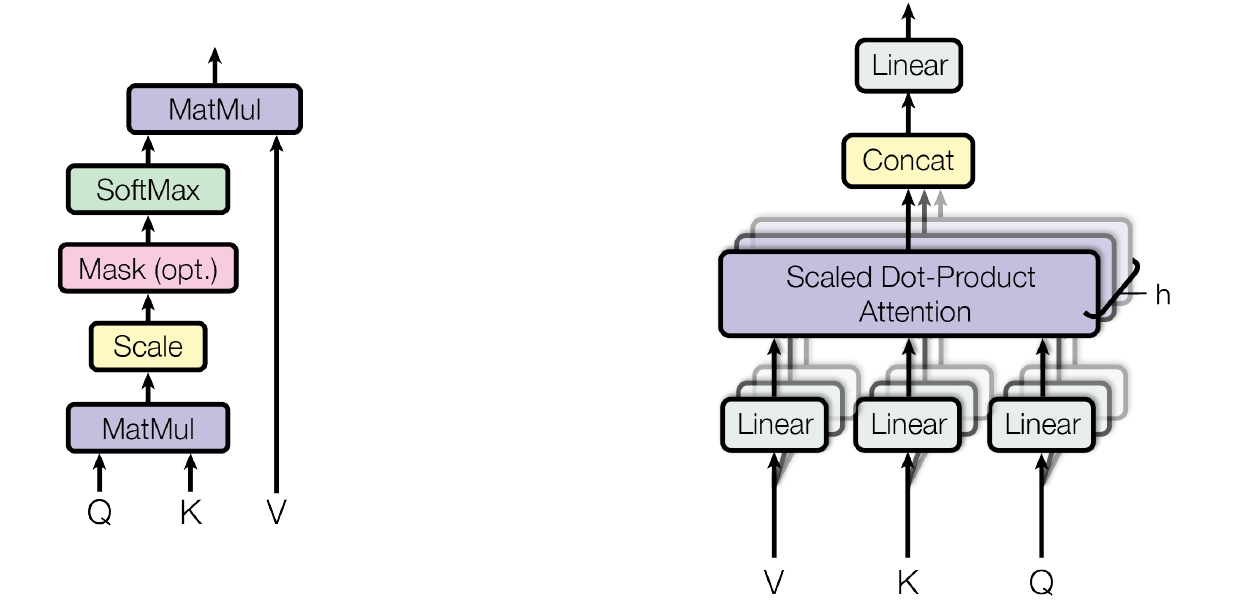 MatMul
SoftMax
Mask (opt.)
Scale
MatMul
Q K V
Linear
Concat
Scaled Dot-Product
Attention
h
Linear Linear Linear
V K Q